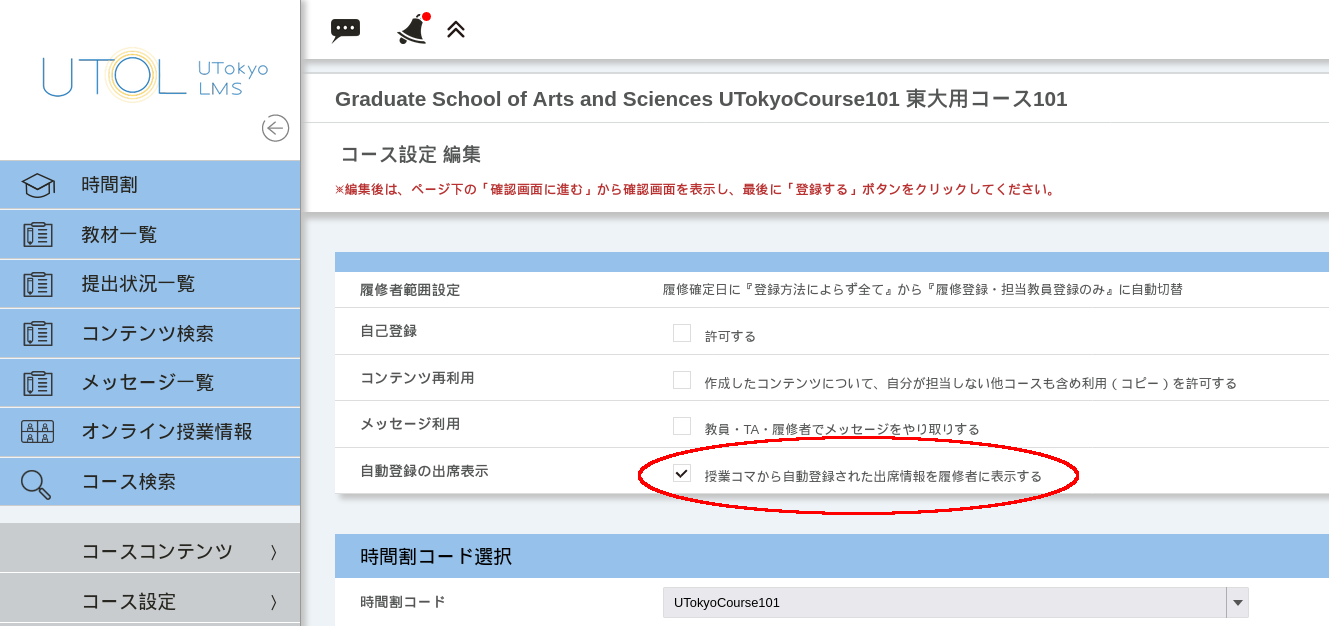 UTOL UTokyo
LMS
時間割
教材一覧
提出状況一覧
コンテンツ検索
メッセージ一覧
オンライン授業情報
コース検索
コースコンテンツ 〉
コース設定 〉
Graduate School of Arts and Sciences UTokyoCourse101 東大用コース101
コース設定 編集
※編集後は、ページ下の「確認画面に進む」から確認画面を表示し、最後に「登録する」ボタンをクリックしてください。
履修者範囲設定 履修確定日に『登録方法によらず全て』から『履修登録・担当教員登録のみ』に自動切替
自己登録 許可する
コンテンツ再利用 作成したコンテンツについて、自分が担当しない他コースも含め利用(コピー)を許可する
メッセージ利用 教員・TA・履修者でメッセージをやり取りする
自動登録の出席表示 授業コマから自動登録された出席情報を履修者に表示する
時間割コード選択
時間割コード UTokyoCourse101